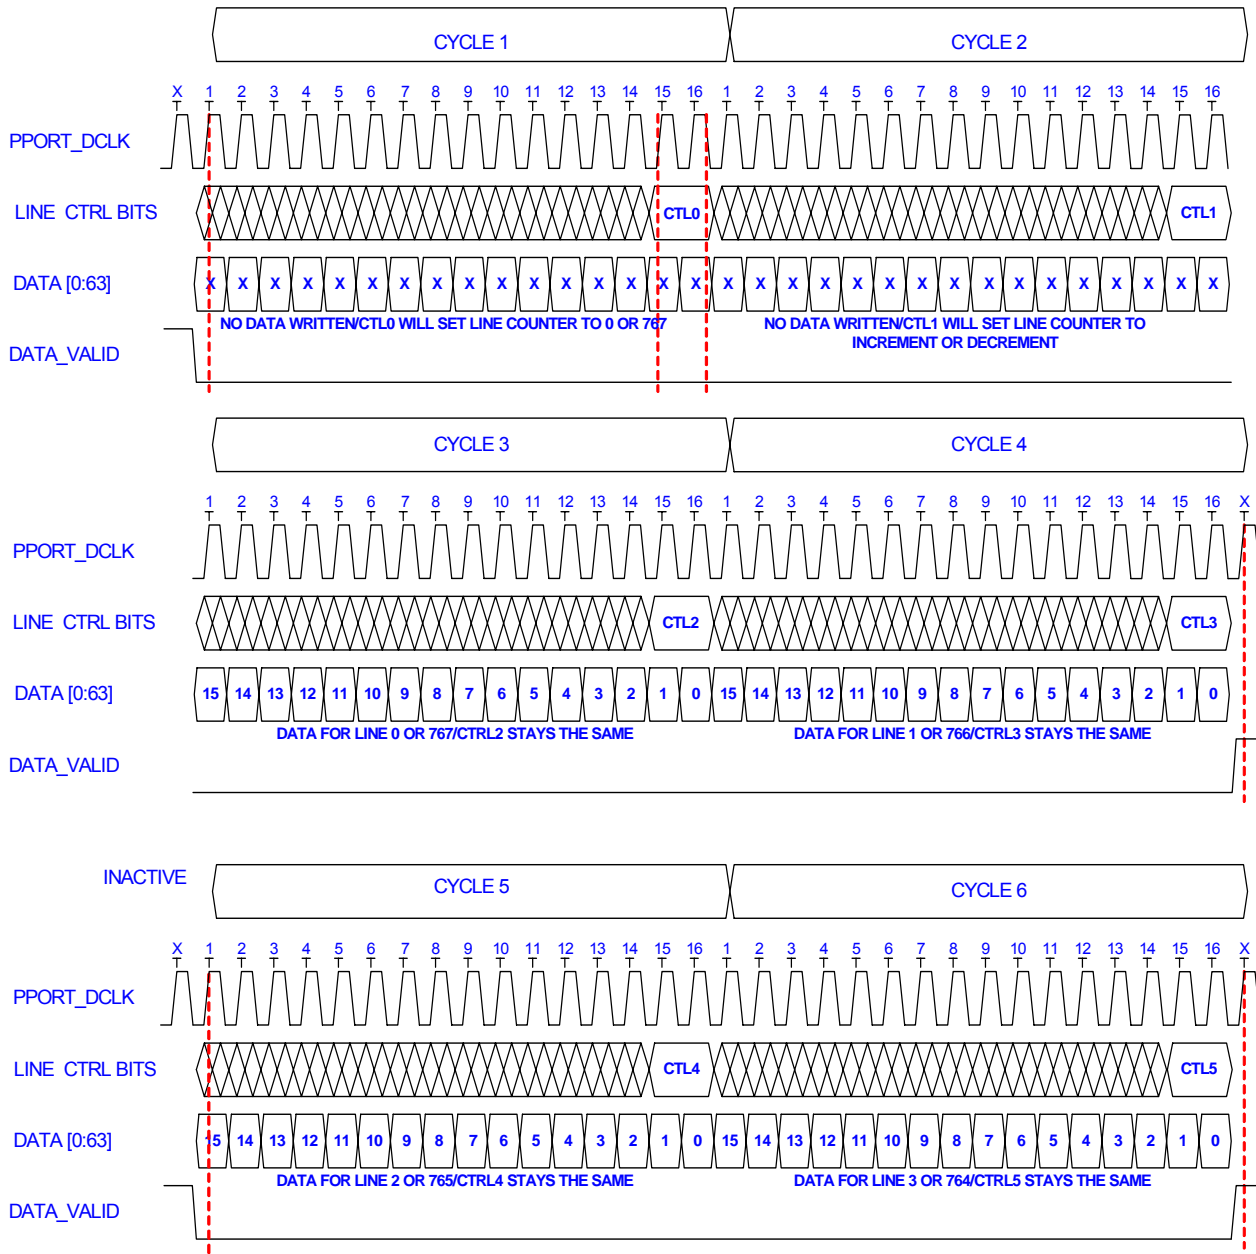 CYCLE 1 CYCLE 2
X 1 2 3 4 5 6 7 8 9 10 11 12 13 14 15 16 1 2 3 4 5 6 7 8 9 10 11 12 13 14 15 16
PPORT_DCLK
LINE CTRL BITS CTL0 CTL1
DATA [0:63] X X X X X X X X X X X X X X X X X X X X X X X X X X X X X X X X
NO DATA WRITTEN/CTL0 WILL SET LINE COUNTER TO 0 OR 767 NO DATA WRITTEN/CTL1 WILL SET LINE COUNTER TO
INCREMENT OR DECREMENT
DATA_VALID
CYCLE 3 CYCLE 4
1 2 3 4 5 6 7 8 9 10 11 12 13 14 15 16 1 2 3 4 5 6 7 8 9 10 11 12 13 14 15 16 X
PPORT_DCLK
LINE CTRL BITS CTL2 CTL3
DATA [0:63] 15 14 13 12 11 10 9 8 7 6 5 4 3 2 1 0 15 14 13 12 11 10 9 8 7 6 5 4 3 2 1 0
DATA FOR LINE 0 OR 767/CTRL2 STAYS THE SAME DATA FOR LINE 1 OR 766/CTRL3 STAYS THE SAME
DATA_VALID
INACTIVE CYCLE 5 CYCLE 6
X 1 2 3 4 5 6 7 8 9 10 11 12 13 14 15 16 1 2 3 4 5 6 7 8 9 10 11 12 13 14 15 16 X
PPORT_DCLK
LINE CTRL BITS CTL4 CTL5
DATA [0:63] 15 14 13 12 11 10 9 8 7 6 5 4 3 2 1 0 15 14 13 12 11 10 9 8 7 6 5 4 3 2 1 0
DATA FOR LINE 2 OR 765/CTRL4 STAYS THE SAME DATA FOR LINE 3 OR 764/CTRL5 STAYS THE SAME
DATA_VALID